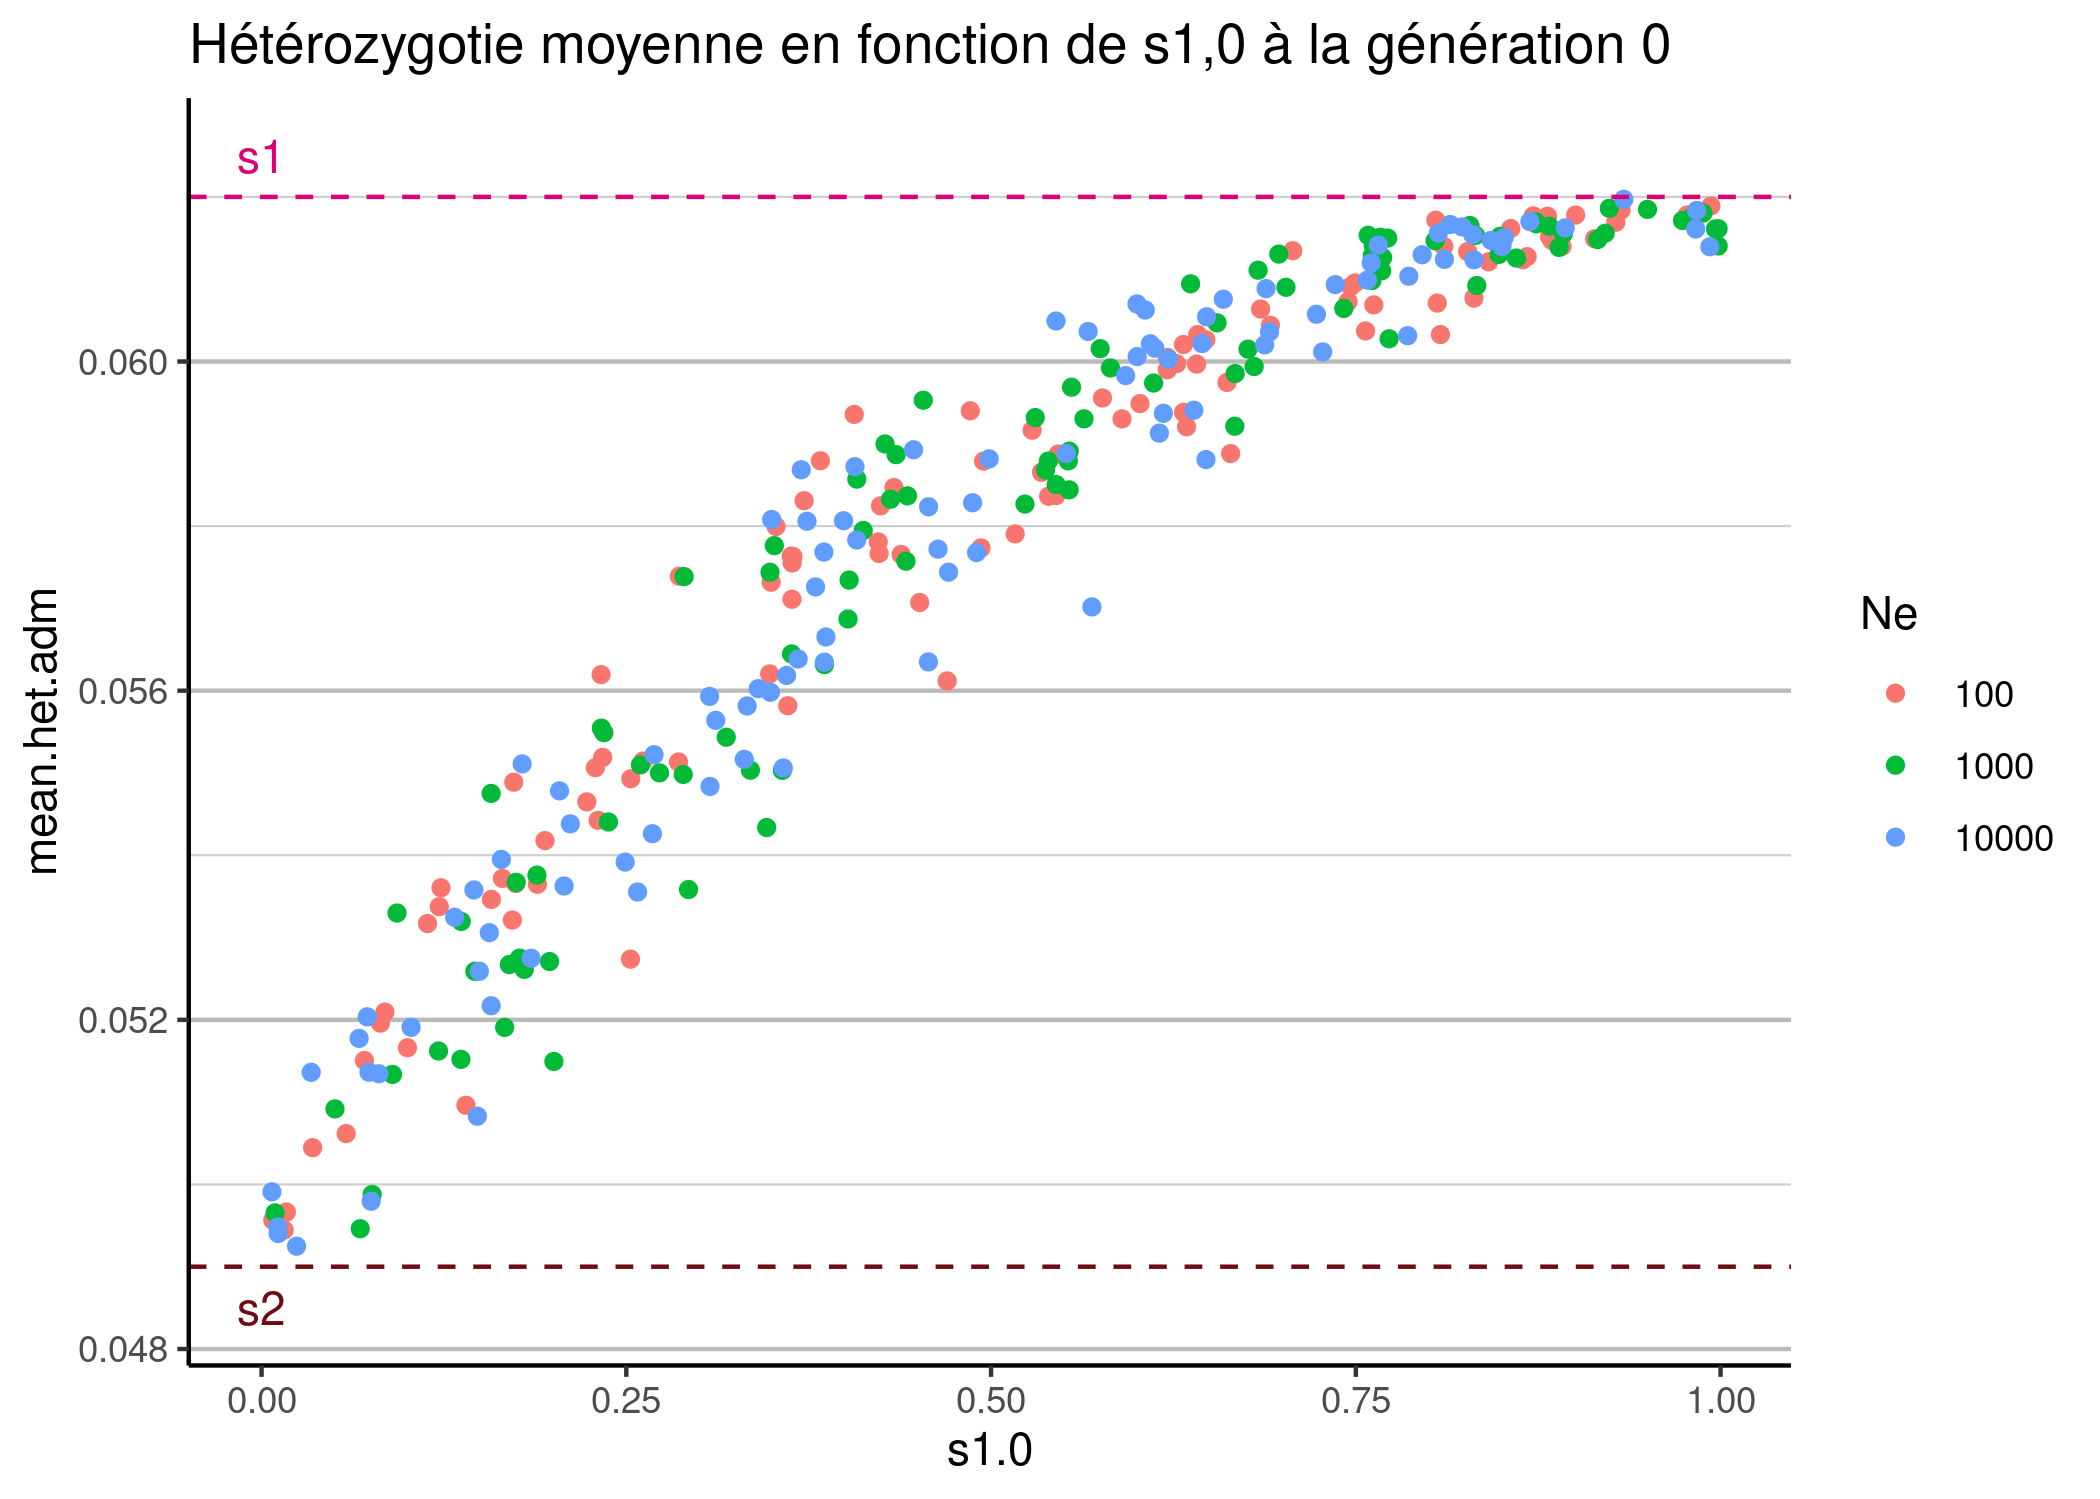 Hétérozygotie moyenne en fonction de s1,0 à la génération 0
s1
0.060
0.056
0.052
0.048
mean.het.adm
s2
0.00 0.25 0.50 0.75 1.00
s1.0
Ne
100
1000
10000